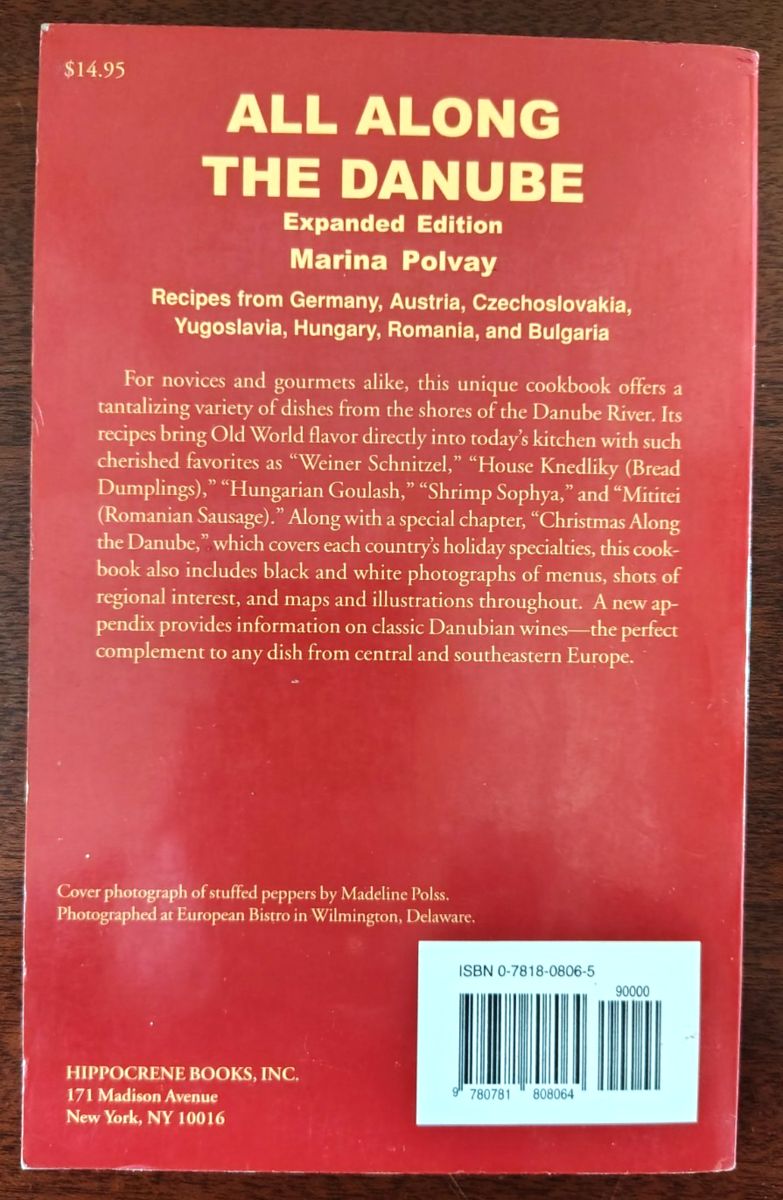 $14.95
ALL ALONG
THE DANUBE
Expanded Edition
Marina Polvay
Recipes from Germany, Austria, Czechoslovakia,
Yugoslavia, Hungary, Romania, and Bulgaria
For novices and gourmets alike, this unique cookbook offers a
tantalizing variety of dishes from the shores of the Danube River. Its
recipes bring Old World flavor directly into today's kitchen with such
cherished favorites as “Weiner Schnitzel,” “House Knedliky (Bread
Dumplings),” “Hungarian Goulash,” “Shrimp Sophya,” and “Mititei
(Romanian Sausage).” Along with a special chapter, “Christmas Along
the Danube,” which covers each country's holiday specialties, this cook-
book also includes black and white photographs of menus, shots of
regional interest, and maps and illustrations throughout. A new ap-
pendix provides information on classic Danubian wines—the perfect
complement to any dish from central and southeastern Europe.
Cover photograph of stuffed peppers by Madeline Polss.
Photographed at European Bistro in Wilmington, Delaware.
ISBN 0-7818-0806-5
90000
9 780781 808064
HIPPOCRENE BOOKS, INC.
171 Madison Avenue
New York, NY 10016